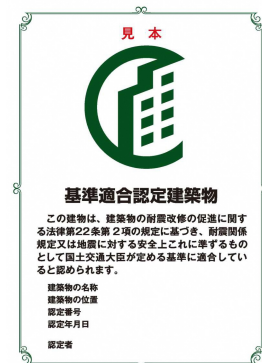 見本
基準適合認定建築物
この建物は、建築物の耐震改修の促進に関す
る法律第22条第２項の規定に基づき、耐震関係
規定又は地震に対する安全上これに準ずるもの
として国土交通大臣が定める基準に適合してい
ると認められます。
建築物の名称
建築物の位置
認定番号
認定年月日
認定者